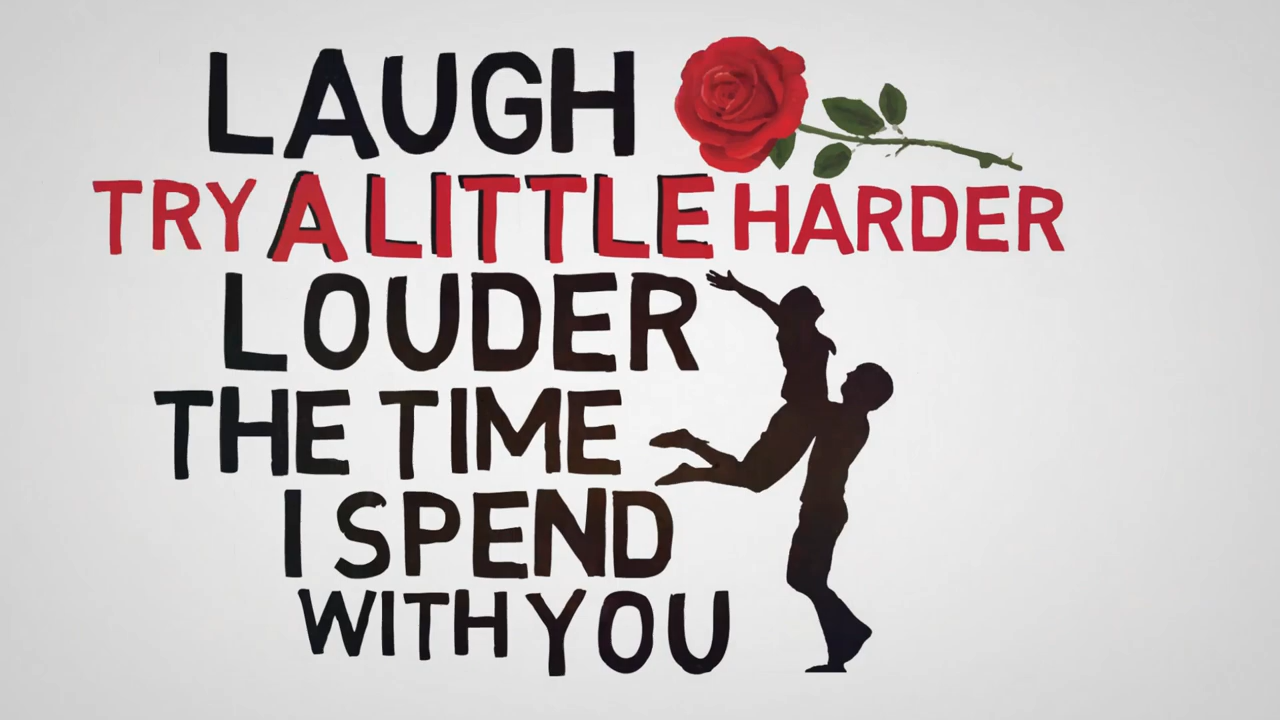 LAUGH
TRY A LITTLE HARDER
LOUDER
THE TIME
I SPEND
WITH YOU